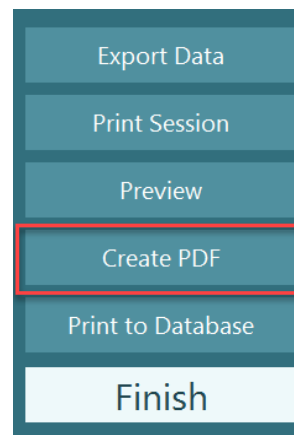 Export Data
Print Session
Preview
Create PDF
Print to Database
Finish